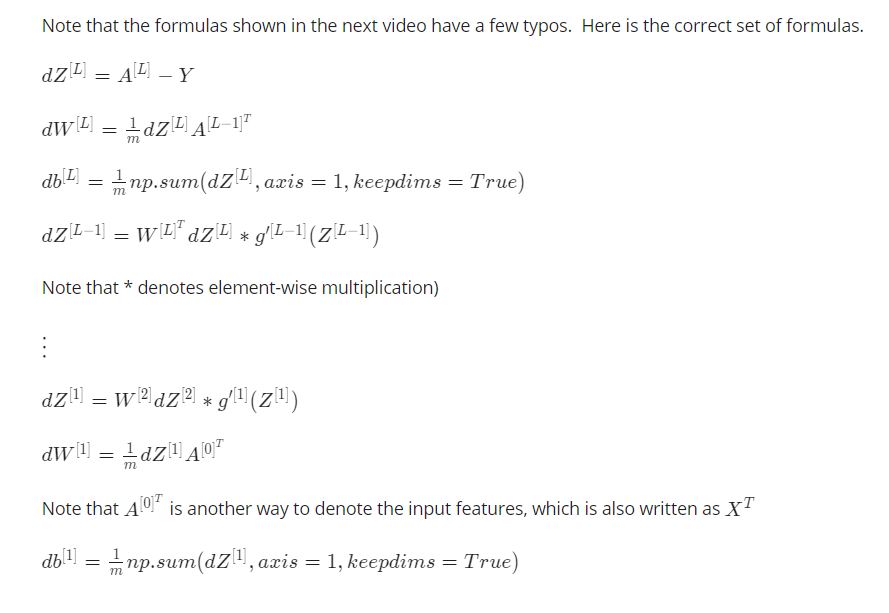 Note that the formulas shown in the next video have a few typos.  Here is the correct set of formulas.
dZ^{[L]} = A^{[L]} − Y
dW^{[L]} = \frac{1}{m} dZ^{[L]} A^{[L−1]^T}
db^{[L]} = \frac{1}{m} np.sum(dZ^{[L]}, axis = 1, keepdims = True)
dZ^{[L−1]} = W^{[L]^T} dZ^{[L]} * g'^{[L−1]}(Z^{[L−1]})
Note that * denotes element-wise multiplication)
⋮
dZ^{[1]} = W^{[2]} dZ^{[2]} * g'^{[1]}(Z^{[1]})
dW^{[1]} = \frac{1}{m} dZ^{[1]} A^{[0]^T}
Note that A^{[0]^T} is another way to denote the input features, which is also written as X^T
db^{[1]} = \frac{1}{m} np.sum(dZ^{[1]}, axis = 1, keepdims = True)